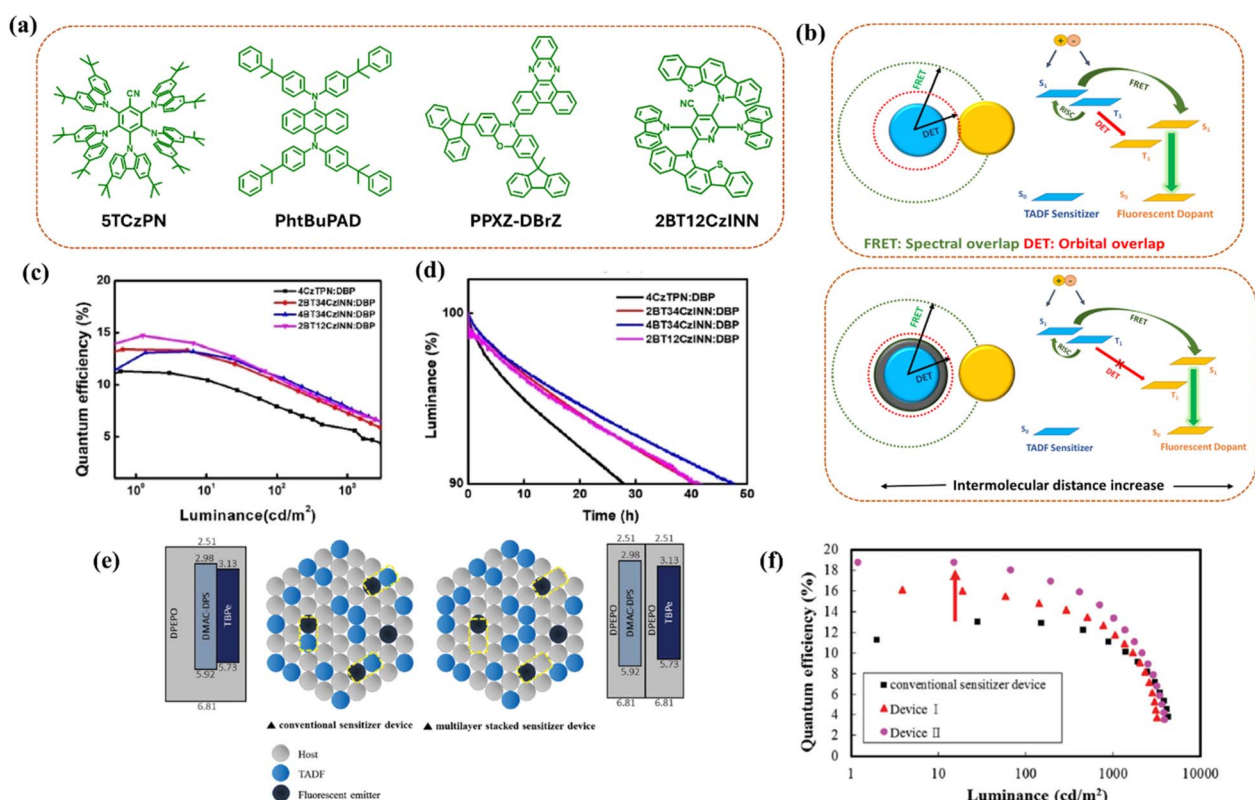 (a)
5TCzPN
PhtBuPAD
PPXZ-DBrZ
2BT12CzINN
CN
N
N
N
N
N
N
N
N
N
N
O
S
NC
N
N
N
N
N
S
(b)
FRET
DET
+ -
S1
T1
RISC
FRET
DET
S1
T1
S0
S0
TADF Sensitizer
Fluorescent Dopant
FRET: Spectral overlap DET: Orbital overlap
FRET
DET
+ -
S1
T1
RISC
FRET
DET
S1
T1
S0
S0
TADF Sensitizer
Fluorescent Dopant
Intermolecular distance increase
(c)
Quantum efficiency (%)
20
15
10
5
4CzTPN:DBP
2BT34CzINN:DBP
4BT34CzINN:DBP
2BT12CzINN:DBP
10^0
10^1
10^2
10^3
Luminance(cd/m^2)
(d)
Luminance (%)
100
90
4CzTPN:DBP
2BT34CzINN:DBP
4BT34CzINN:DBP
2BT12CzINN:DBP
0 10 20 30 40 50
Time (h)
(e)
2.51
2.98
3.13
DPEPO
DMAC-DPS
TBPe
5.92
5.73
6.81
▲ conventional sensitizer device
▲ multilayer stacked sensitizer device
2.51 2.51
2.98
3.13
DPEPO
DMAC-DPS
DPEPO
TBPe
5.92
5.73
6.81 6.81
Host
TADF
Fluorescent emitter
(f)
Quantum efficiency (%)
20
18
16
14
12
10
8
6
4
2
0
conventional sensitizer device
Device I
Device II
1 10 100 1000 10000
Luminance (cd/m^2)